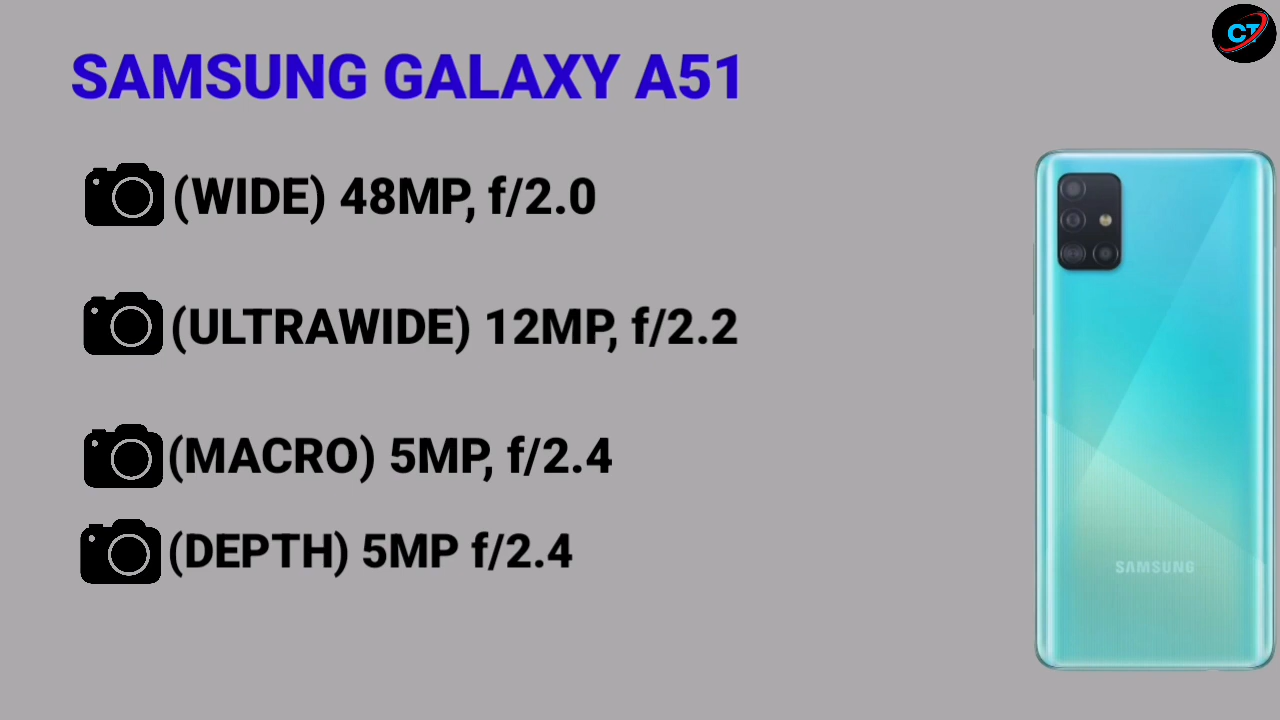 CT
SAMSUNG GALAXY A51
(WIDE) 48MP, f/2.0
(ULTRAWIDE) 12MP, f/2.2
(MACRO) 5MP, f/2.4
(DEPTH) 5MP f/2.4
SAMSUNG